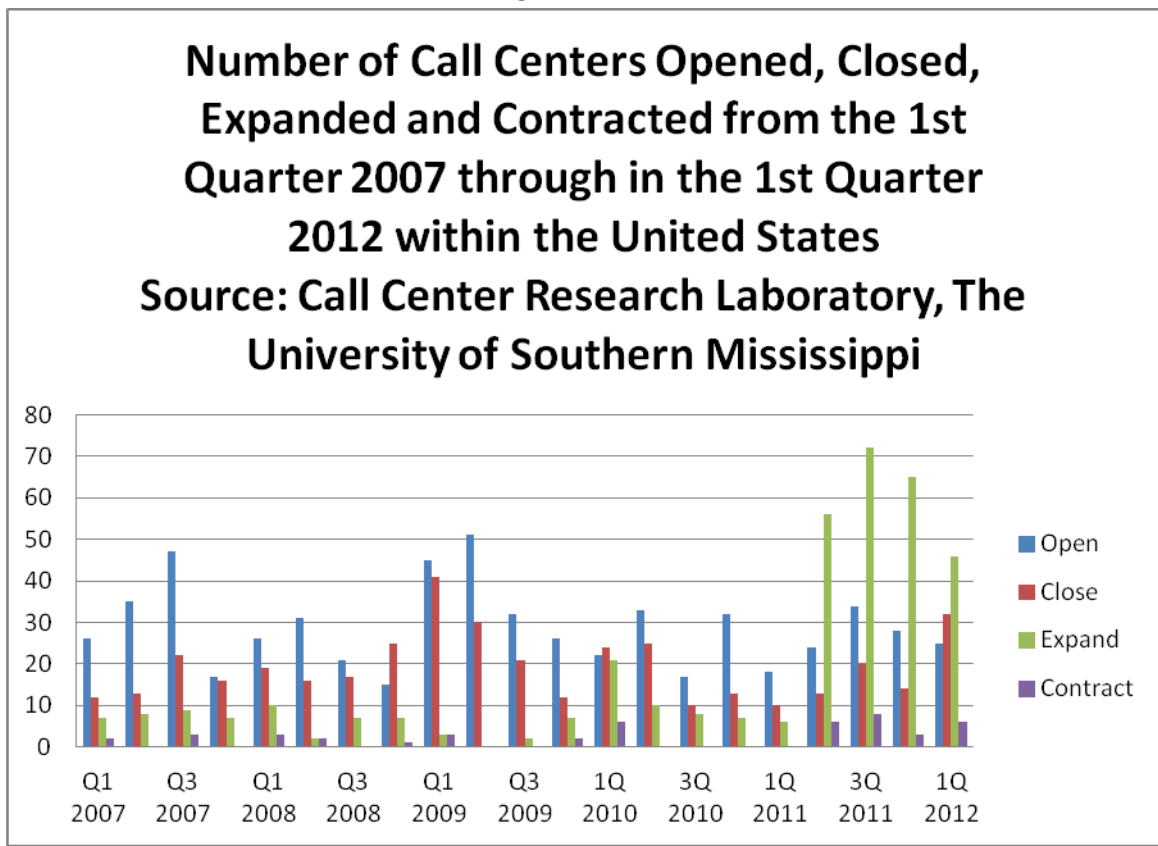 Number of Call Centers Opened, Closed,
Expanded and Contracted from the 1st
Quarter 2007 through in the 1st Quarter
2012 within the United States
Source: Call Center Research Laboratory, The
University of Southern Mississippi
80
70
60
50
40
30
20
10
0
Open
Close
Expand
Contract
Q1 Q3 Q1 Q3 Q1 Q3 1Q 3Q 1Q 3Q 1Q
2007 2007 2008 2008 2009 2009 2010 2010 2011 2011 2012